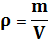 ρ = m/V